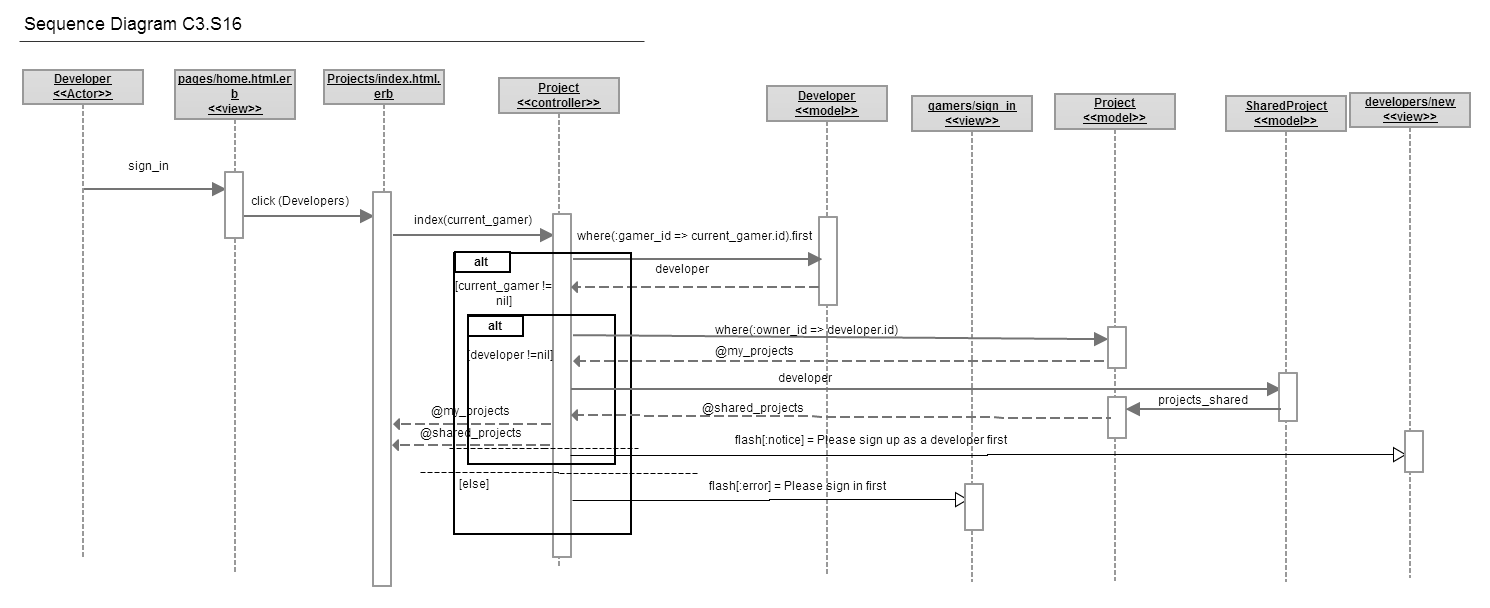 Sequence Diagram C3.S16
Developer
<<Actor>>
pages/home.html.er
b
<<view>>
Projects/index.html.
erb
Project
<<controller>>
Developer
<<model>>
gamers/sign_in
<<view>>
Project
<<model>>
SharedProject
<<model>>
developers/new
<<view>>
sign_in
click (Developers)
index(current_gamer)
where(:gamer_id => current_gamer.id).first
alt
developer
[current_gamer !=
nil]
alt
where(:owner_id => developer.id)
[developer !=nil]
@my_projects
developer
projects_shared
@shared_projects
@my_projects
@shared_projects
flash[:notice] = Please sign up as a developer first
[else]
flash[:error] = Please sign in first